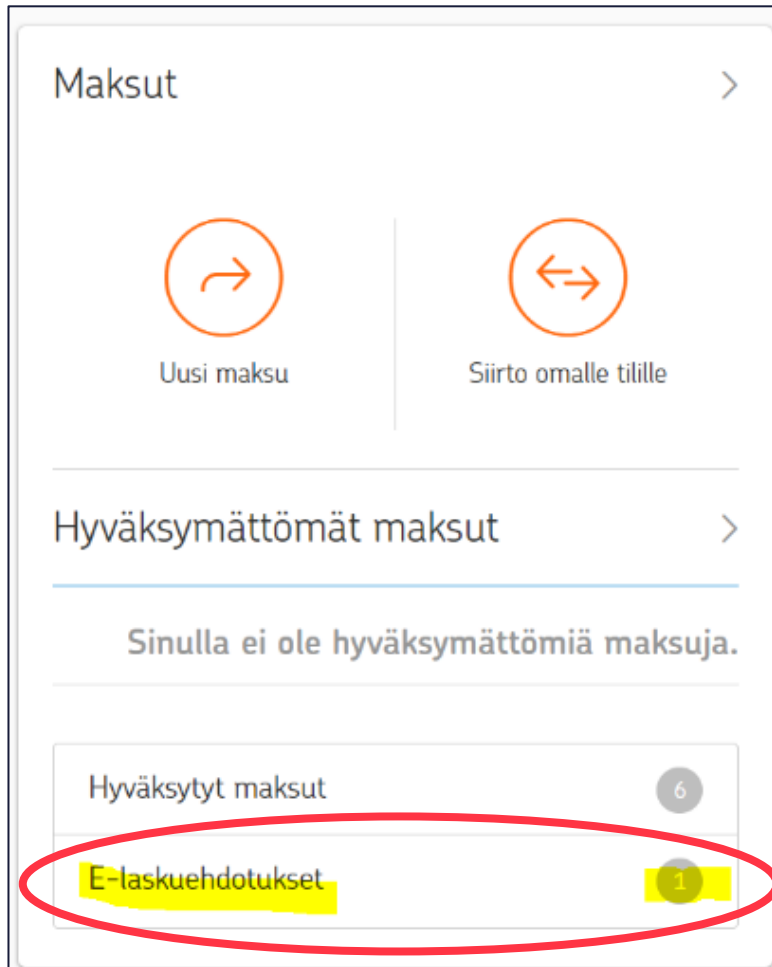 Maksut
Uusi maksu
Siirto omalle tilille
Hyväksymättömät maksut
Sinulla ei ole hyväksymättömiä maksuja.
Hyväksytyt maksut 6
E-laskuehdotukset 1